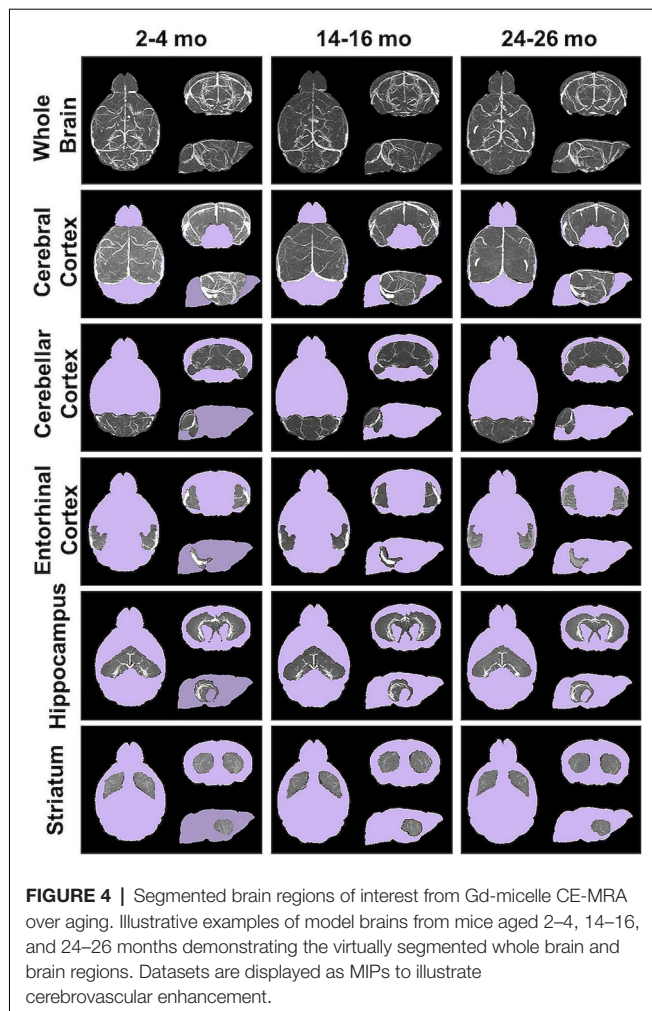 2-4 mo 14-16 mo 24-26 mo
Whole
Brain
Cerebral
Cortex
Cerebellar
Cortex
Entorhinal
Cortex
Hippocampus
Striatum
FIGURE 4 | Segmented brain regions of interest from Gd-micelle CE-MRA
over aging. Illustrative examples of model brains from mice aged 2–4, 14–16,
and 24–26 months demonstrating the virtually segmented whole brain and
brain regions. Datasets are displayed as MIPs to illustrate
cerebrovascular enhancement.